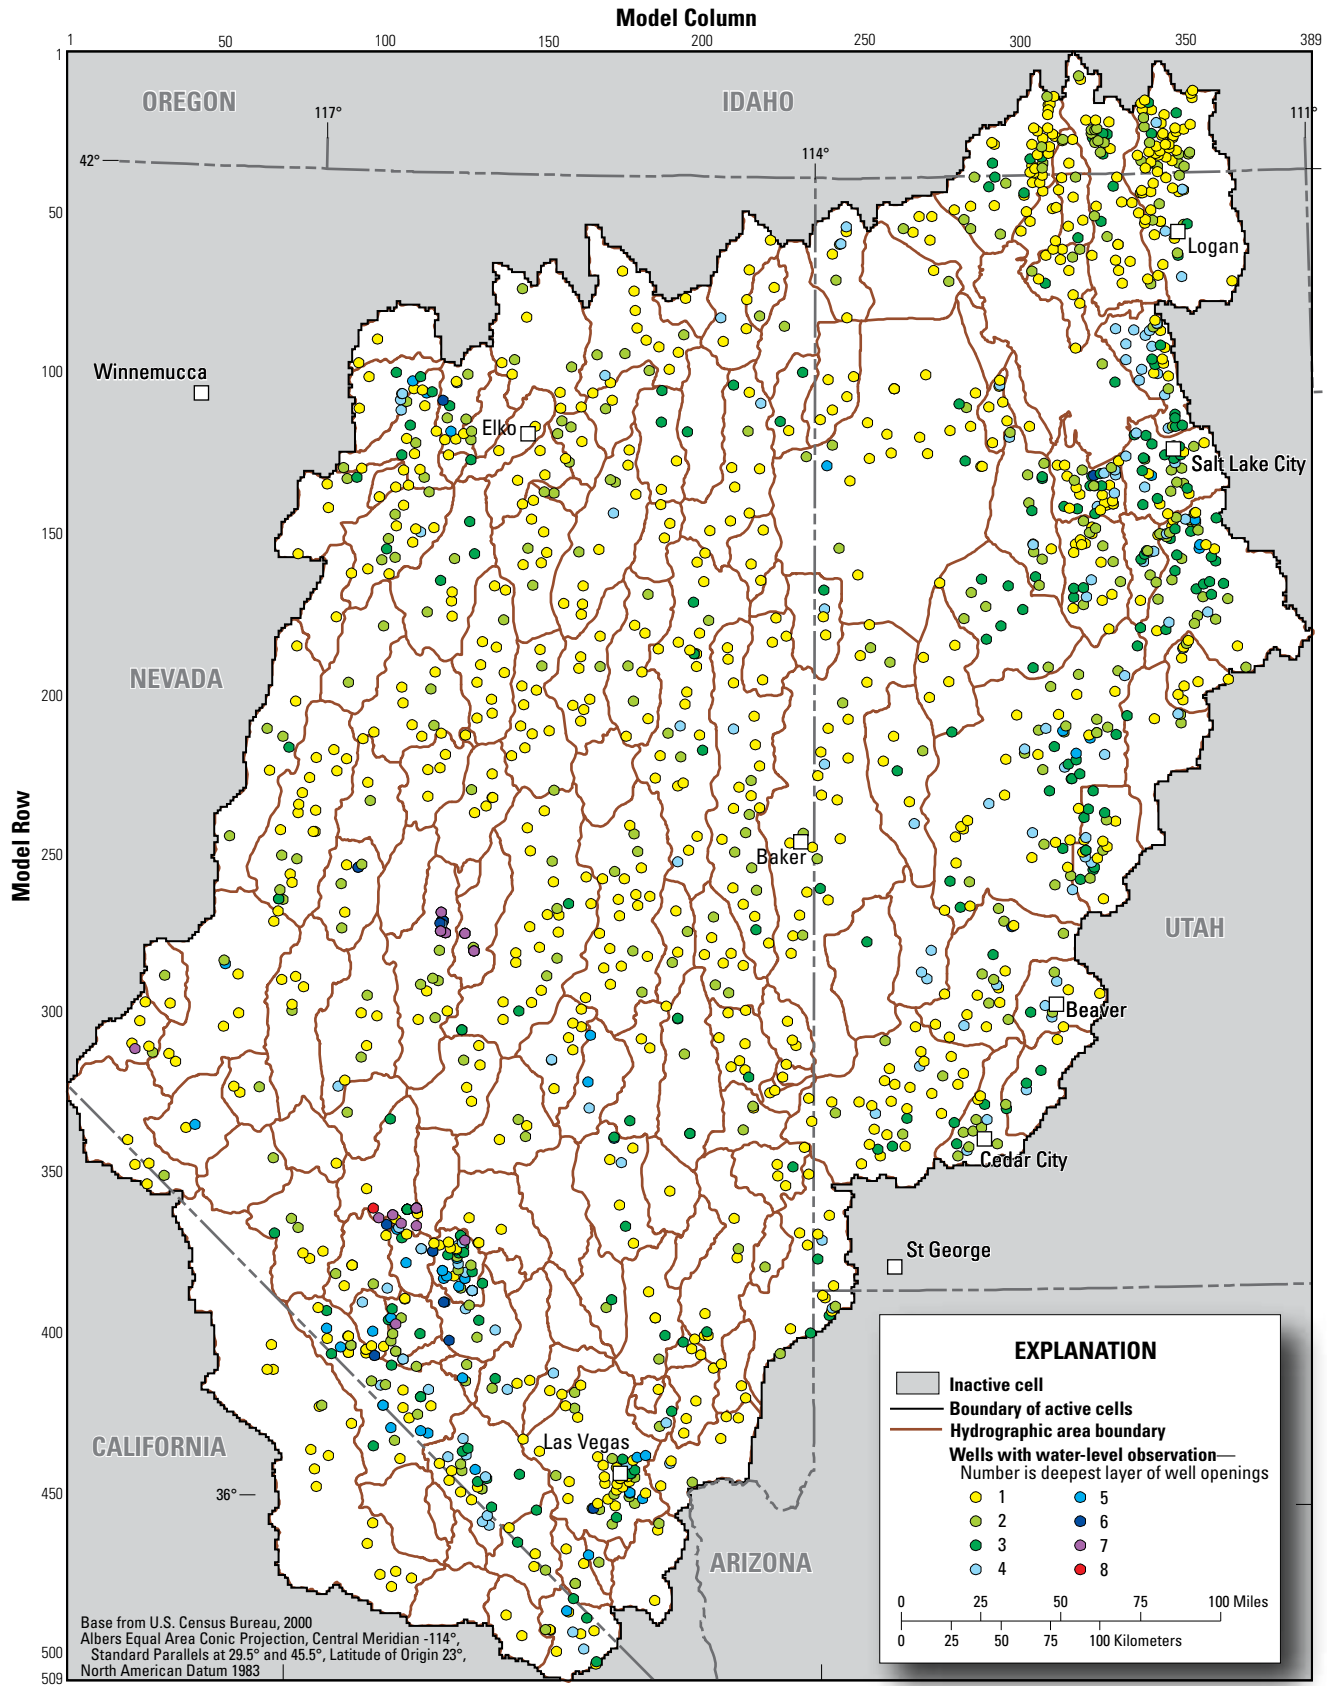 Model Column
1 50 100 150 200 250 300 350 389
1
OREGON
IDAHO
117°
111°
42°
114°
50
Logan
100
Winnemucca
Elko
Salt Lake City
150
NEVADA
200
Model Row
250
Baker
UTAH
300
Beaver
350
Cedar City
St George
400
CALIFORNIA
Las Vegas
36°
450
ARIZONA
500
509
EXPLANATION
Inactive cell
Boundary of active cells
Hydrographic area boundary
Wells with water-level observation—
Number is deepest layer of well openings
1 5
2 6
3 7
4 8
0 25 50 75 100 Miles
0 25 50 75 100 Kilometers
Base from U.S. Census Bureau, 2000
Albers Equal Area Conic Projection, Central Meridian -114°,
Standard Parallels at 29.5° and 45.5°, Latitude of Origin 23°,
North American Datum 1983